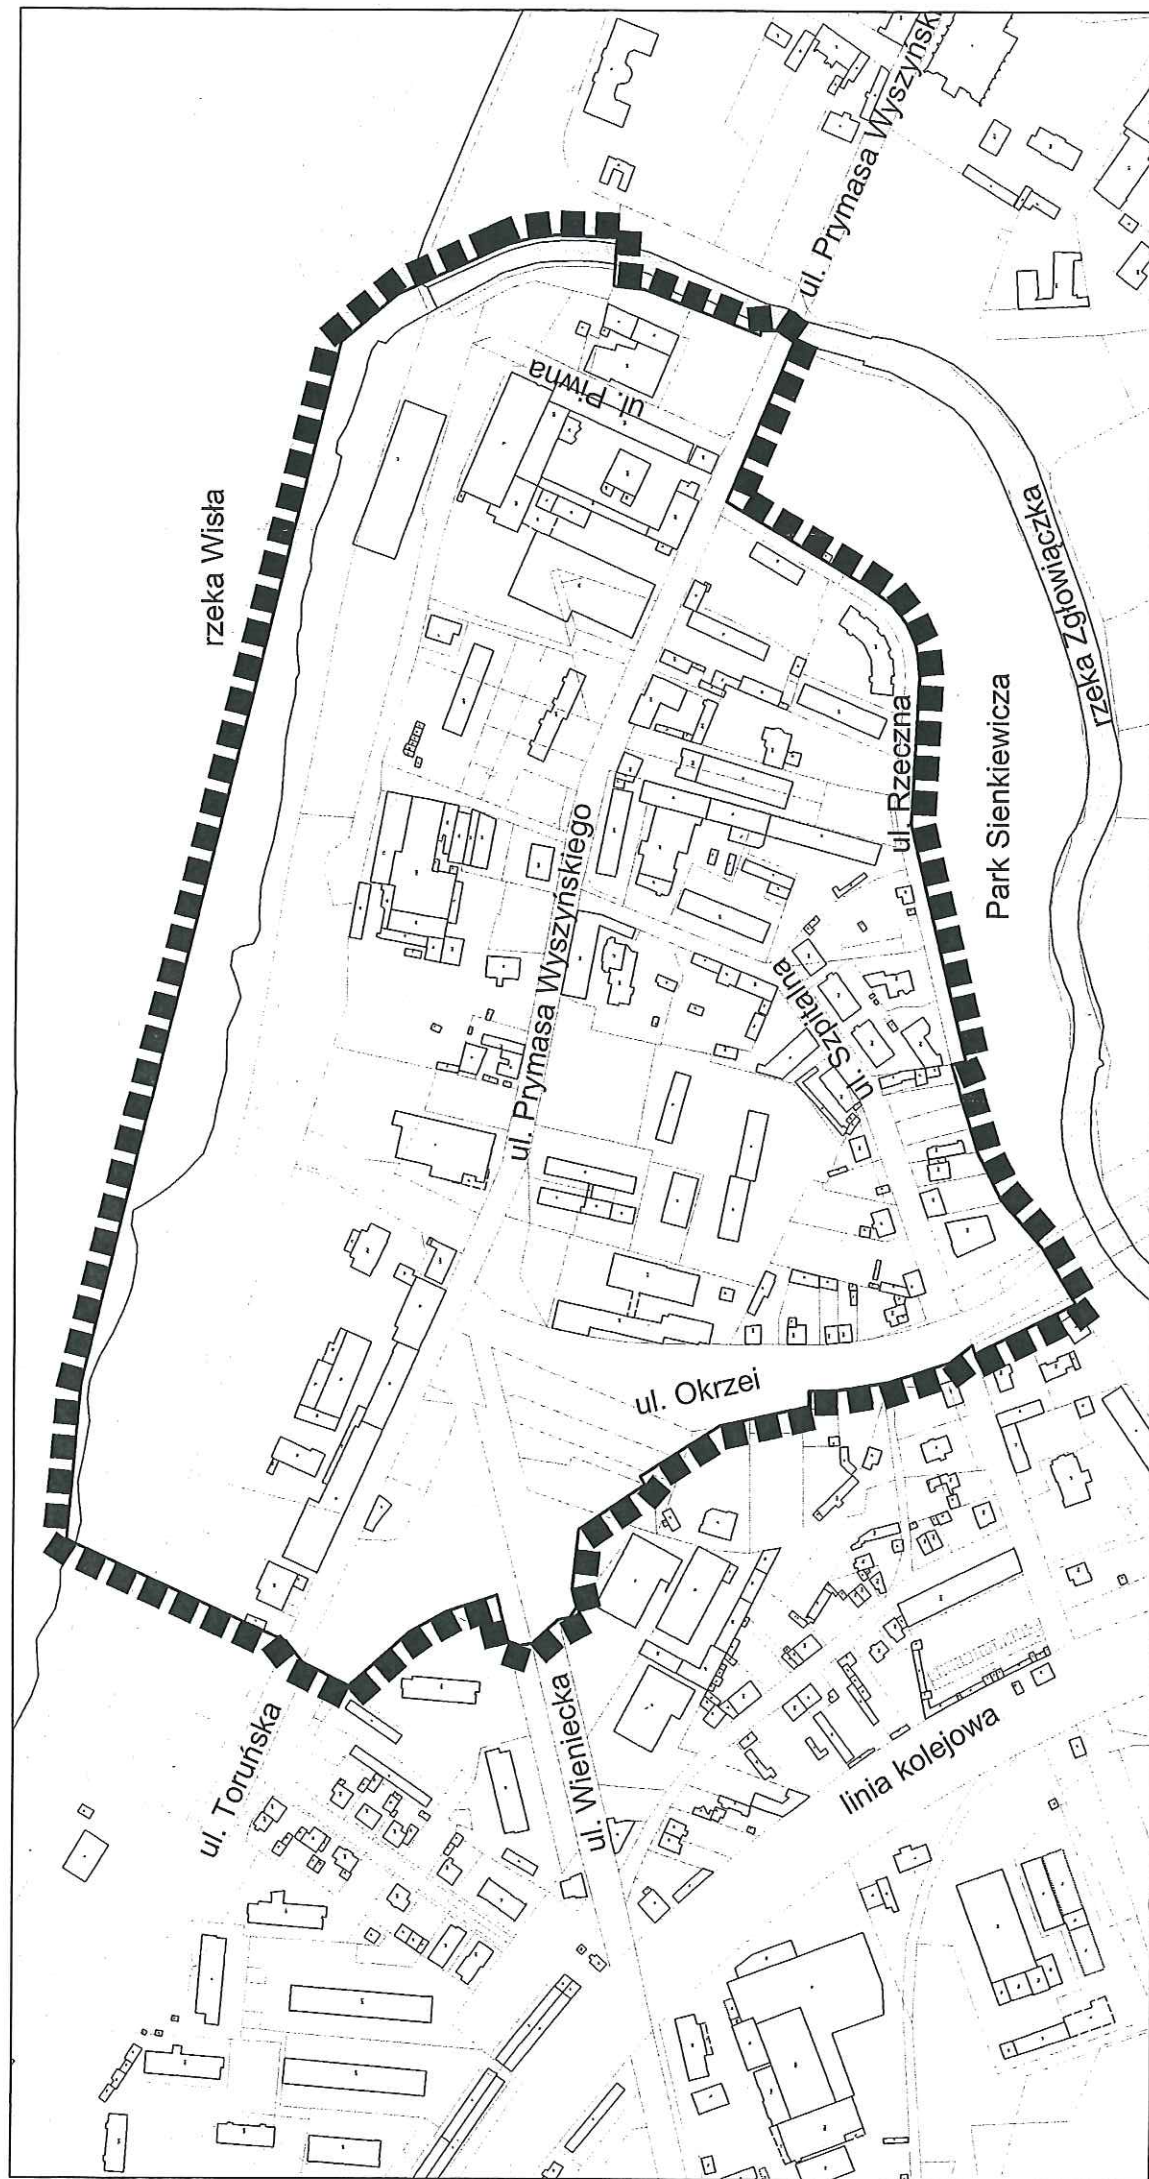 ul. Prymasa Wyszyńsk
ul. Piwna
rzeka Wisła
rzeka Zgłowiączka
ul. Rzeczna
Park Sienkiewicza
ul. Prymasa Wyszyńskiego
ul. Szpitalna
ul. Okrzei
ul. Toruńska
ul. Wieniecka
linia kolejowa